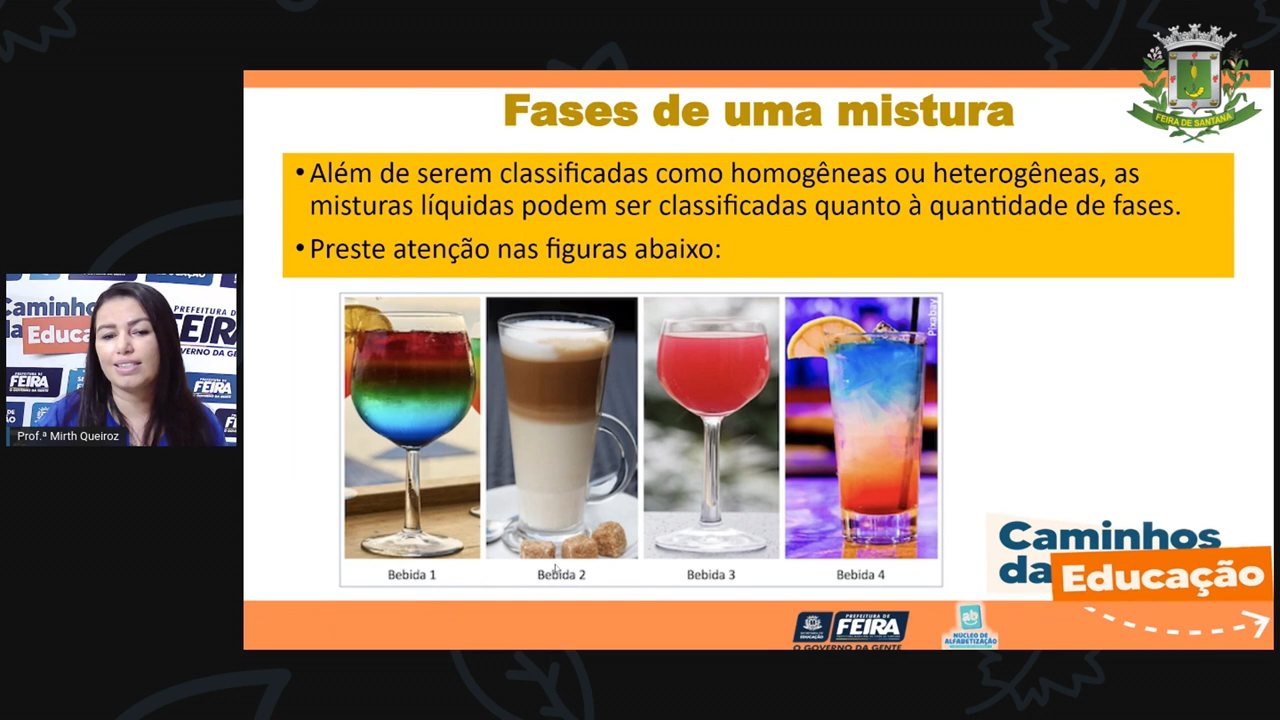 FEIRA DE SANTANA
Fases de uma mistura
• Além de serem classificadas como homogêneas ou heterogêneas, as
misturas líquidas podem ser classificadas quanto à quantidade de fases.
• Preste atenção nas figuras abaixo:
Pixabay
Bebida 1
Bebida 2
Bebida 3
Bebida 4
Caminhos
da Educação
PREFEITURA DE
FEIRA
O GOVERNO DA GENTE
ab
NÚCLEO DE
ALFABETIZAÇÃO
Prof.ª Mirth Queiroz